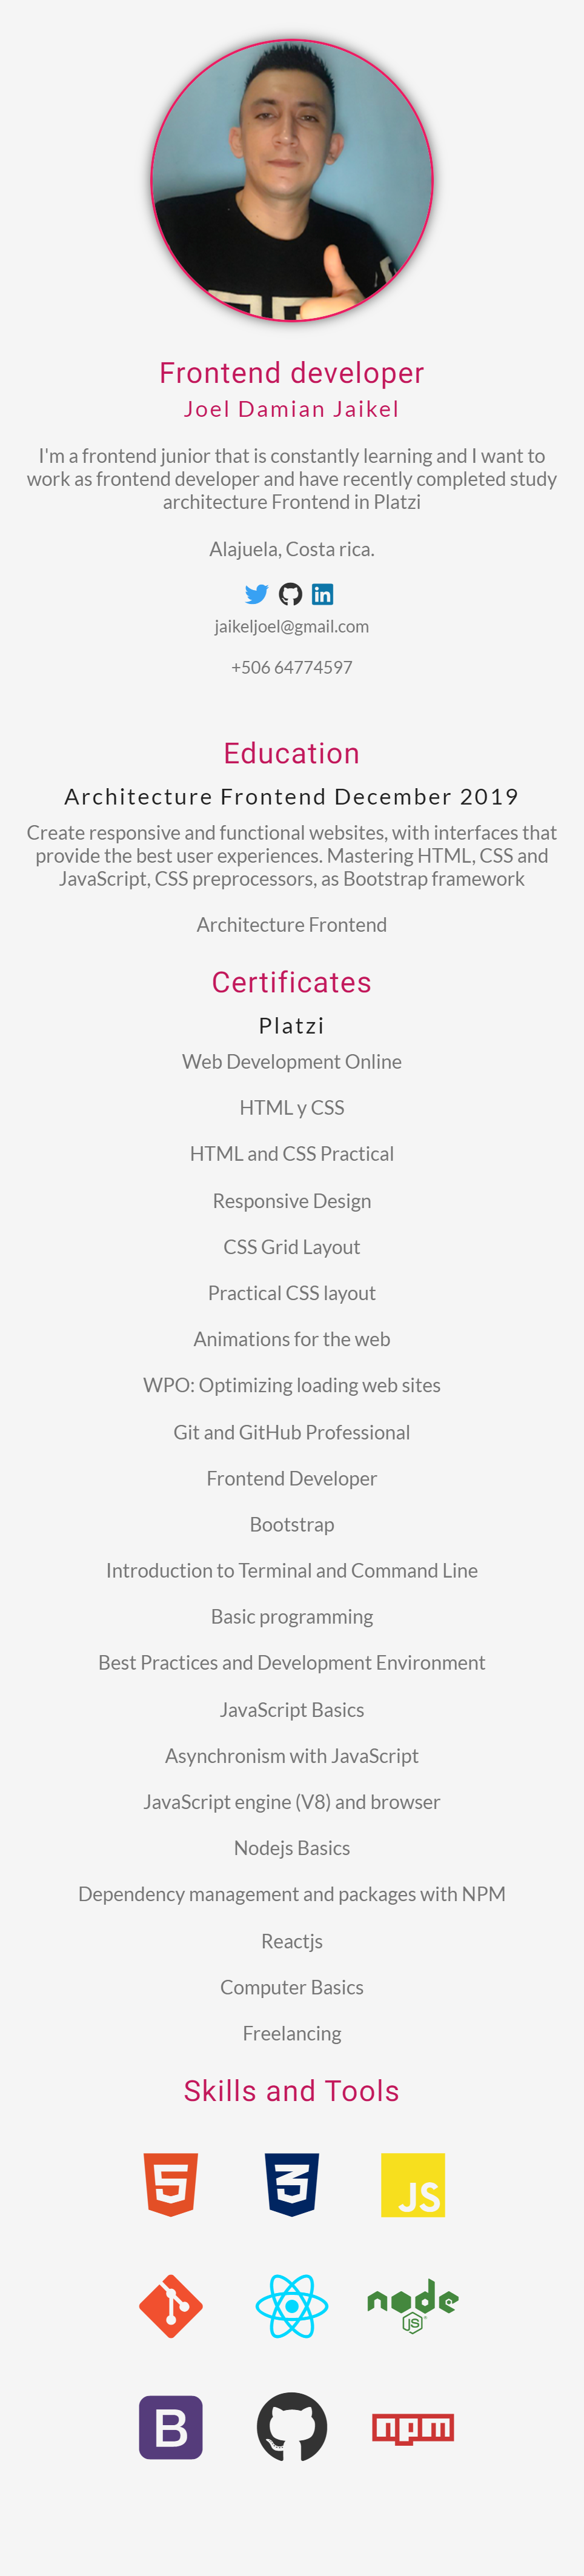 Frontend developer
Joel Damian Jaikel
I'm a frontend junior that is constantly learning and I want to
work as frontend developer and have recently completed study
architecture Frontend in Platzi
Alajuela, Costa rica.
in
jaikeljoel@gmail.com
+506 64774597
Education
Architecture Frontend December 2019
Create responsive and functional websites, with interfaces that
provide the best user experiences. Mastering HTML, CSS and
JavaScript, CSS preprocessors, as Bootstrap framework
Architecture Frontend
Certificates
Platzi
Web Development Online
HTML y CSS
HTML and CSS Practical
Responsive Design
CSS Grid Layout
Practical CSS layout
Animations for the web
WPO: Optimizing loading web sites
Git and GitHub Professional
Frontend Developer
Bootstrap
Introduction to Terminal and Command Line
Basic programming
Best Practices and Development Environment
JavaScript Basics
Asynchronism with JavaScript
JavaScript engine (V8) and browser
Nodejs Basics
Dependency management and packages with NPM
Reactjs
Computer Basics
Freelancing
Skills and Tools
5 3 JS
node
JS
B npm